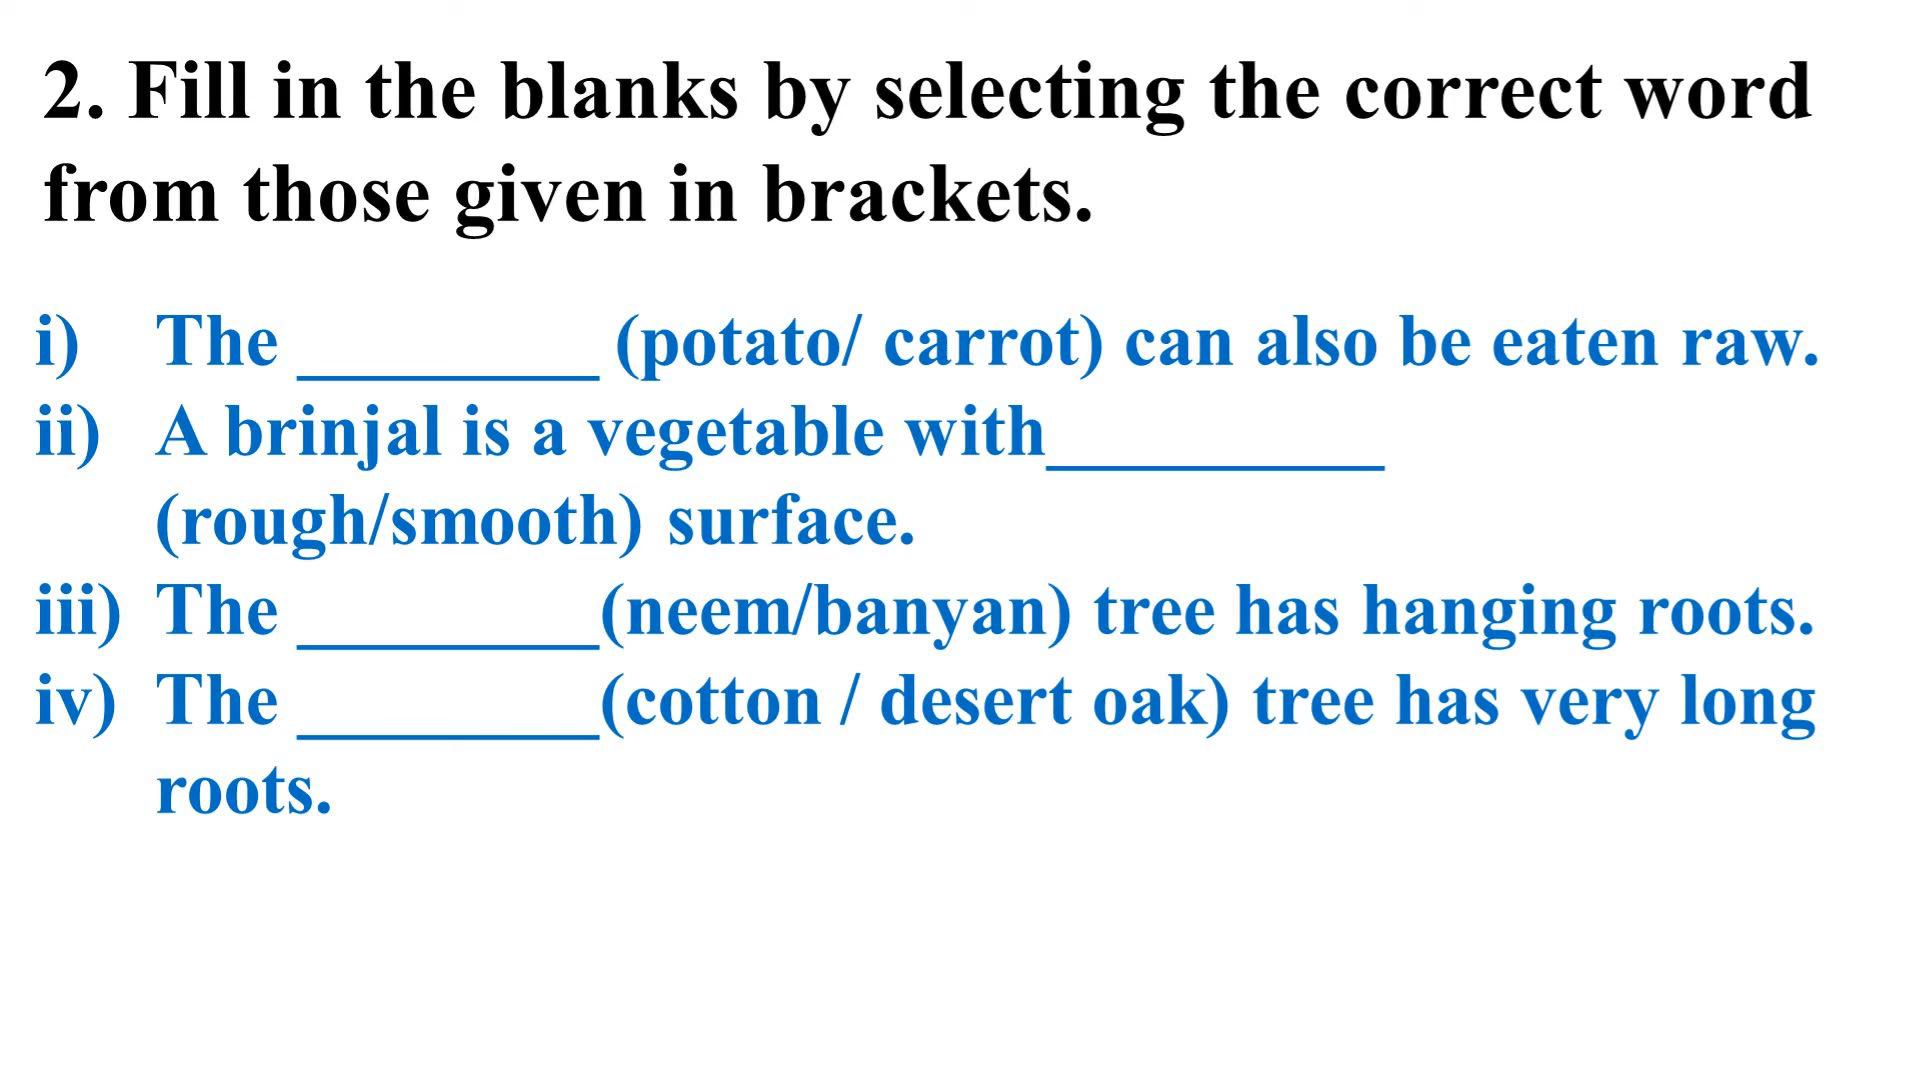 2. Fill in the blanks by selecting the correct word
from those given in brackets.
i) The _________ (potato/ carrot) can also be eaten raw.
ii) A brinjal is a vegetable with__________
(rough/smooth) surface.
iii) The _________(neem/banyan) tree has hanging roots.
iv) The _________(cotton / desert oak) tree has very long
roots.